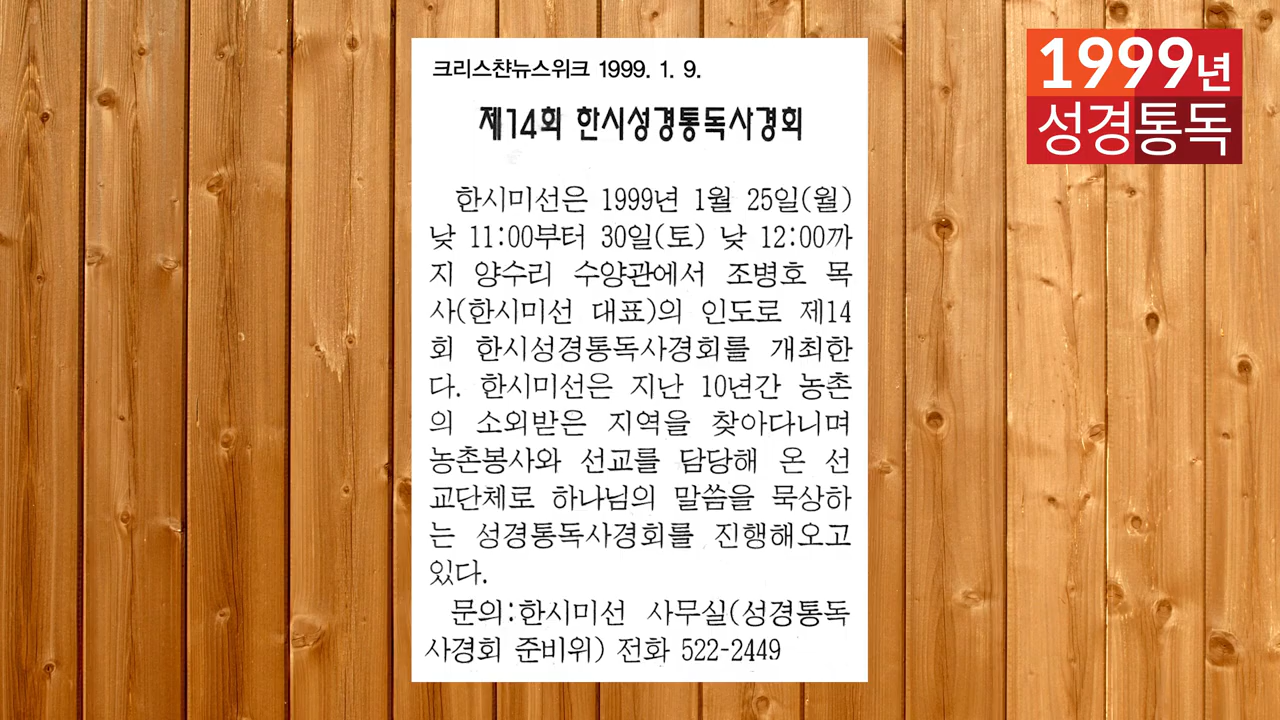 크리스챤뉴스위크 1999. 1. 9.
제14회 한시성경통독사경회
한시미선은 1999년 1월 25일(월)
낮 11:00부터 30일(토) 낮 12:00까
지 양수리 수양관에서 조병호 목
사(한시미선 대표)의 인도로 제14
회 한시성경통독사경회를 개최한
다. 한시미선은 지난 10년간 농촌
의 소외받은 지역을 찾아다니며
농촌봉사와 선교를 담당해 온 선
교단체로 하나님의 말씀을 묵상하
는 성경통독사경회를 진행해오고
있다.
문의:한시미선 사무실(성경통독
사경회 준비위) 전화 522-2449
1999년
성경통독